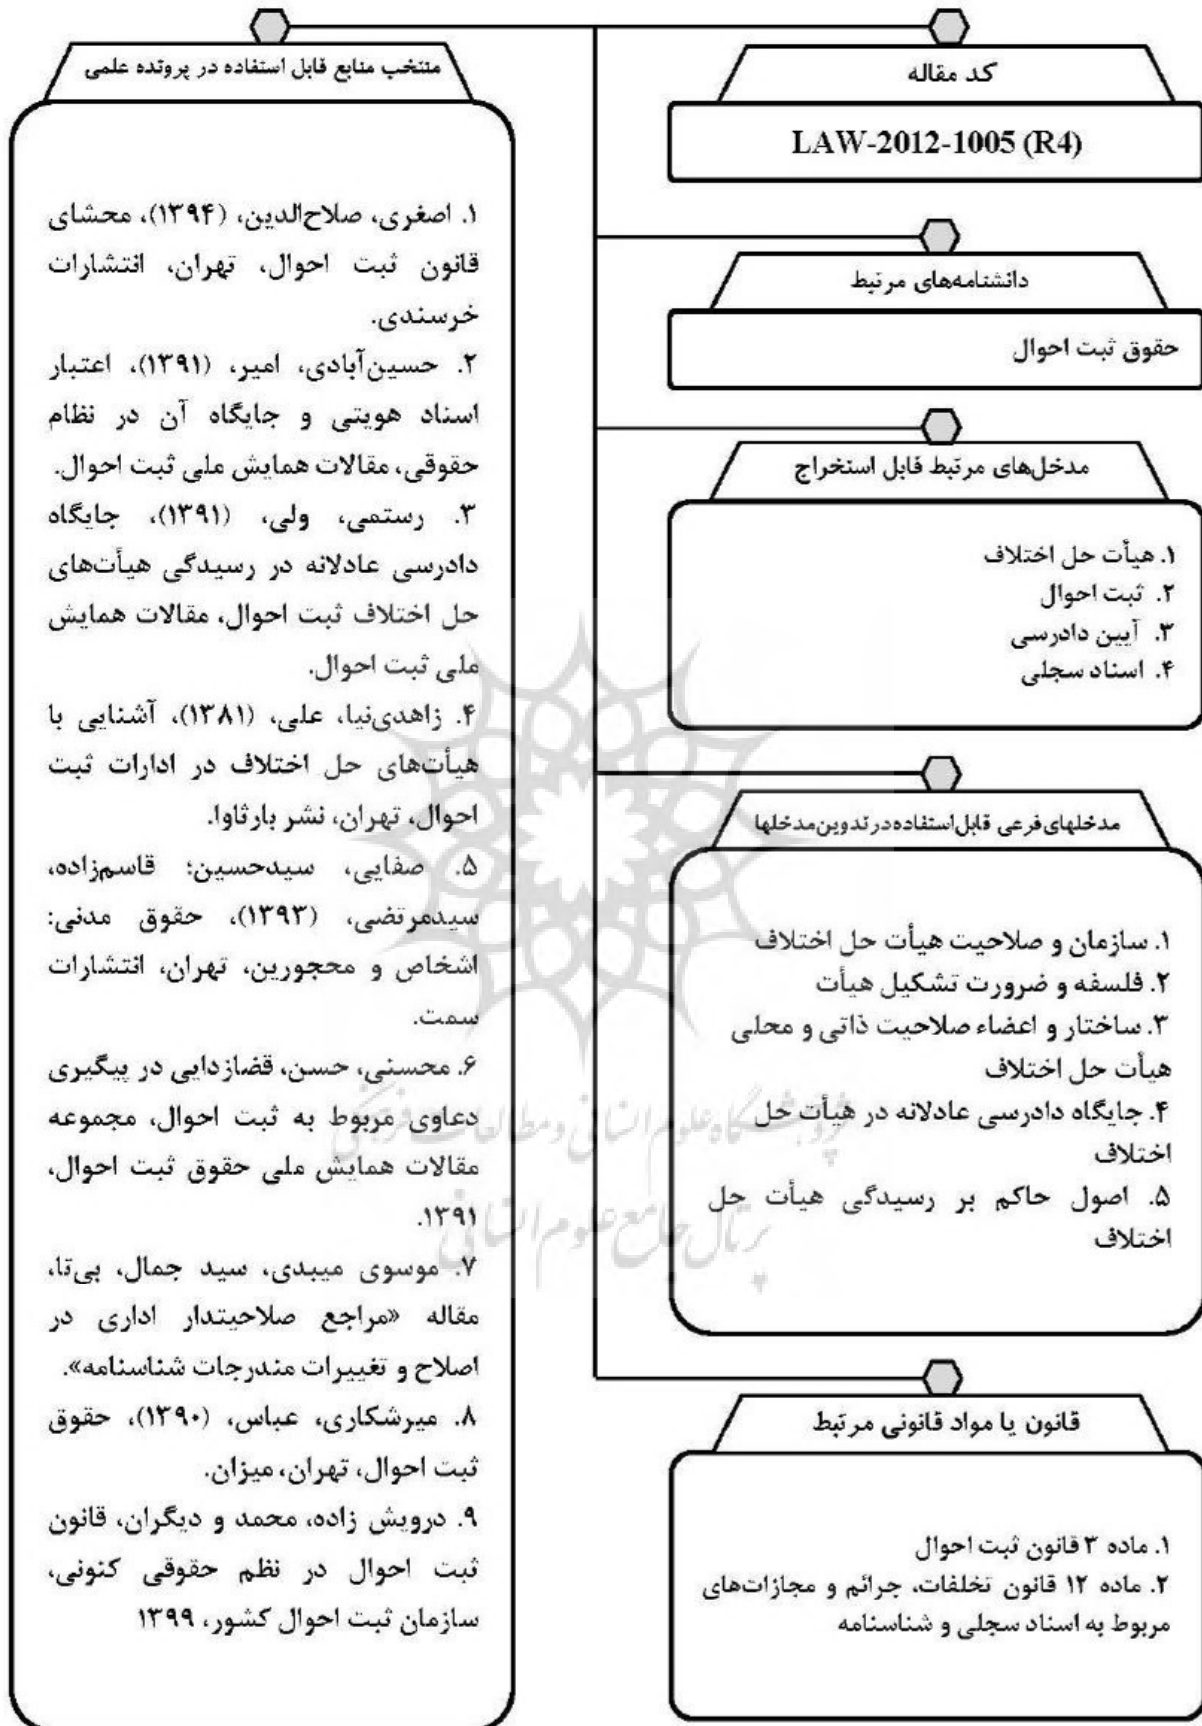 کد مقاله
LAW-2012-1005 (R4)
دانشنامه‌های مرتبط
حقوق ثبت احوال
مدخل‌های مرتبط قابل استخراج
۱. هیأت حل اختلاف
۲. ثبت احوال
۳. آیین دادرسی
۴. اسناد سجلی
مدخلهای فرعی قابل استفاده در تدوین مدخلها
۱. سازمان و صلاحیت هیأت حل اختلاف
۲. فلسفه و ضرورت تشکیل هیأت
۳. ساختار و اعضاء صلاحیت ذاتی و محلی
هیأت حل اختلاف
۴. جایگاه دادرسی عادلانه در هیأت حل
اختلاف
۵. اصول حاکم بر رسیدگی هیأت حل
اختلاف
قانون یا مواد قانونی مرتبط
۱. ماده ۳ قانون ثبت احوال
۲. ماده ۱۲ قانون تخلفات، جرائم و مجازات‌های
مربوط به اسناد سجلی و شناسنامه
منتخب منابع قابل استفاده در پرونده علمی
۱. اصغری، صلاح‌الدین، (۱۳۹۴)، محشای
قانون ثبت احوال، تهران، انتشارات
خرسندی.
۲. حسین‌آبادی، امیر، (۱۳۹۱)، اعتبار
اسناد هویتی و جایگاه آن در نظام
حقوقی، مقالات همایش ملی ثبت احوال.
۳. رستمی، ولی، (۱۳۹۱)، جایگاه
دادرسی عادلانه در رسیدگی هیأت‌های
حل اختلاف ثبت احوال، مقالات همایش
ملی ثبت احوال.
۴. زاهدی‌نیا، علی، (۱۳۸۱)، آشنایی با
هیأت‌های حل اختلاف در ادارات ثبت
احوال، تهران، نشر بارثاوا.
۵. صفایی، سیدحسین؛ قاسم‌زاده،
سیدمرتضی، (۱۳۹۳)، حقوق مدنی:
اشخاص و محجورین، تهران، انتشارات
سمت.
۶. محسنی، حسن، قضازدایی در پیگیری
دعاوی مربوط به ثبت احوال، مجموعه
مقالات همایش ملی حقوق ثبت احوال،
۱۳۹۱.
۷. موسوی میبدی، سید جمال، بی‌تا،
مقاله «مراجع صلاحیتدار اداری در
اصلاح و تغییرات مندرجات شناسنامه».
۸. میرشکاری، عباس، (۱۳۹۰)، حقوق
ثبت احوال، تهران، میزان.
۹. درویش زاده، محمد و دیگران، قانون
ثبت احوال در نظم حقوقی کنونی،
سازمان ثبت احوال کشور، ۱۳۹۹
پژوهشگاه علوم انسانی و مطالعات فرهنگی
پرتال جامع علوم انسانی